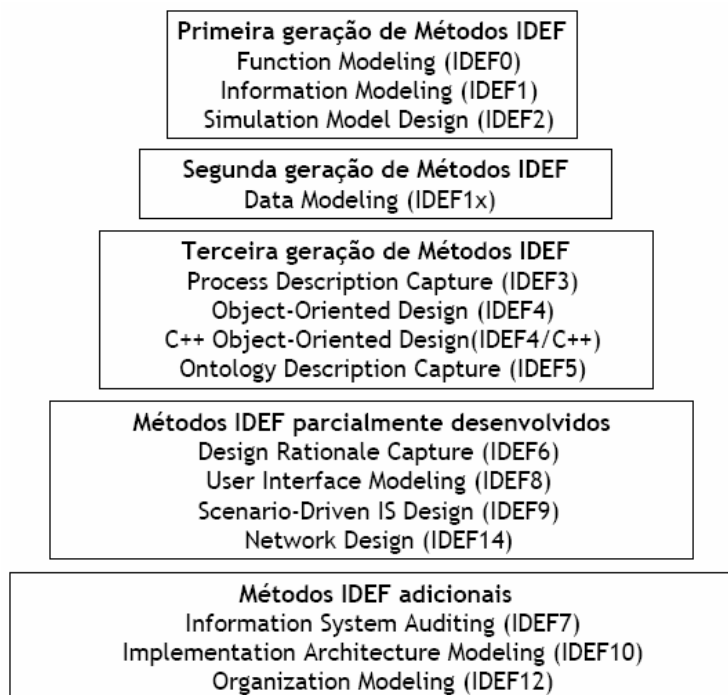 Primeira geração de Métodos IDEF
Function Modeling (IDEF0)
Information Modeling (IDEF1)
Simulation Model Design (IDEF2)
Segunda geração de Métodos IDEF
Data Modeling (IDEF1x)
Terceira geração de Métodos IDEF
Process Description Capture (IDEF3)
Object-Oriented Design (IDEF4)
C++ Object-Oriented Design(IDEF4/C++)
Ontology Description Capture (IDEF5)
Métodos IDEF parcialmente desenvolvidos
Design Rationale Capture (IDEF6)
User Interface Modeling (IDEF8)
Scenario-Driven IS Design (IDEF9)
Network Design (IDEF14)
Métodos IDEF adicionais
Information System Auditing (IDEF7)
Implementation Architecture Modeling (IDEF10)
Organization Modeling (IDEF12)